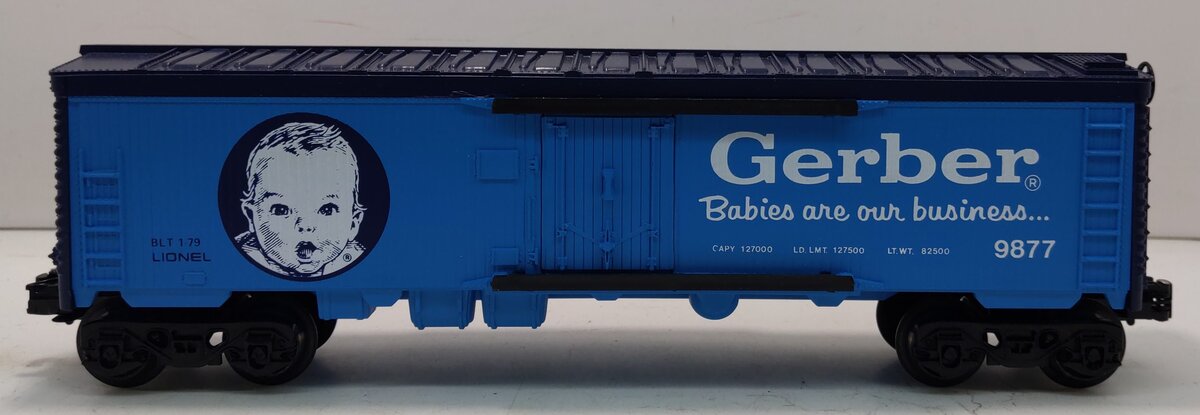 BLT 1 79
LIONEL
®
Gerber®
Babies are our business...
CAPY 127000 LD. LMT. 127500 LT. WT. 82500
9877